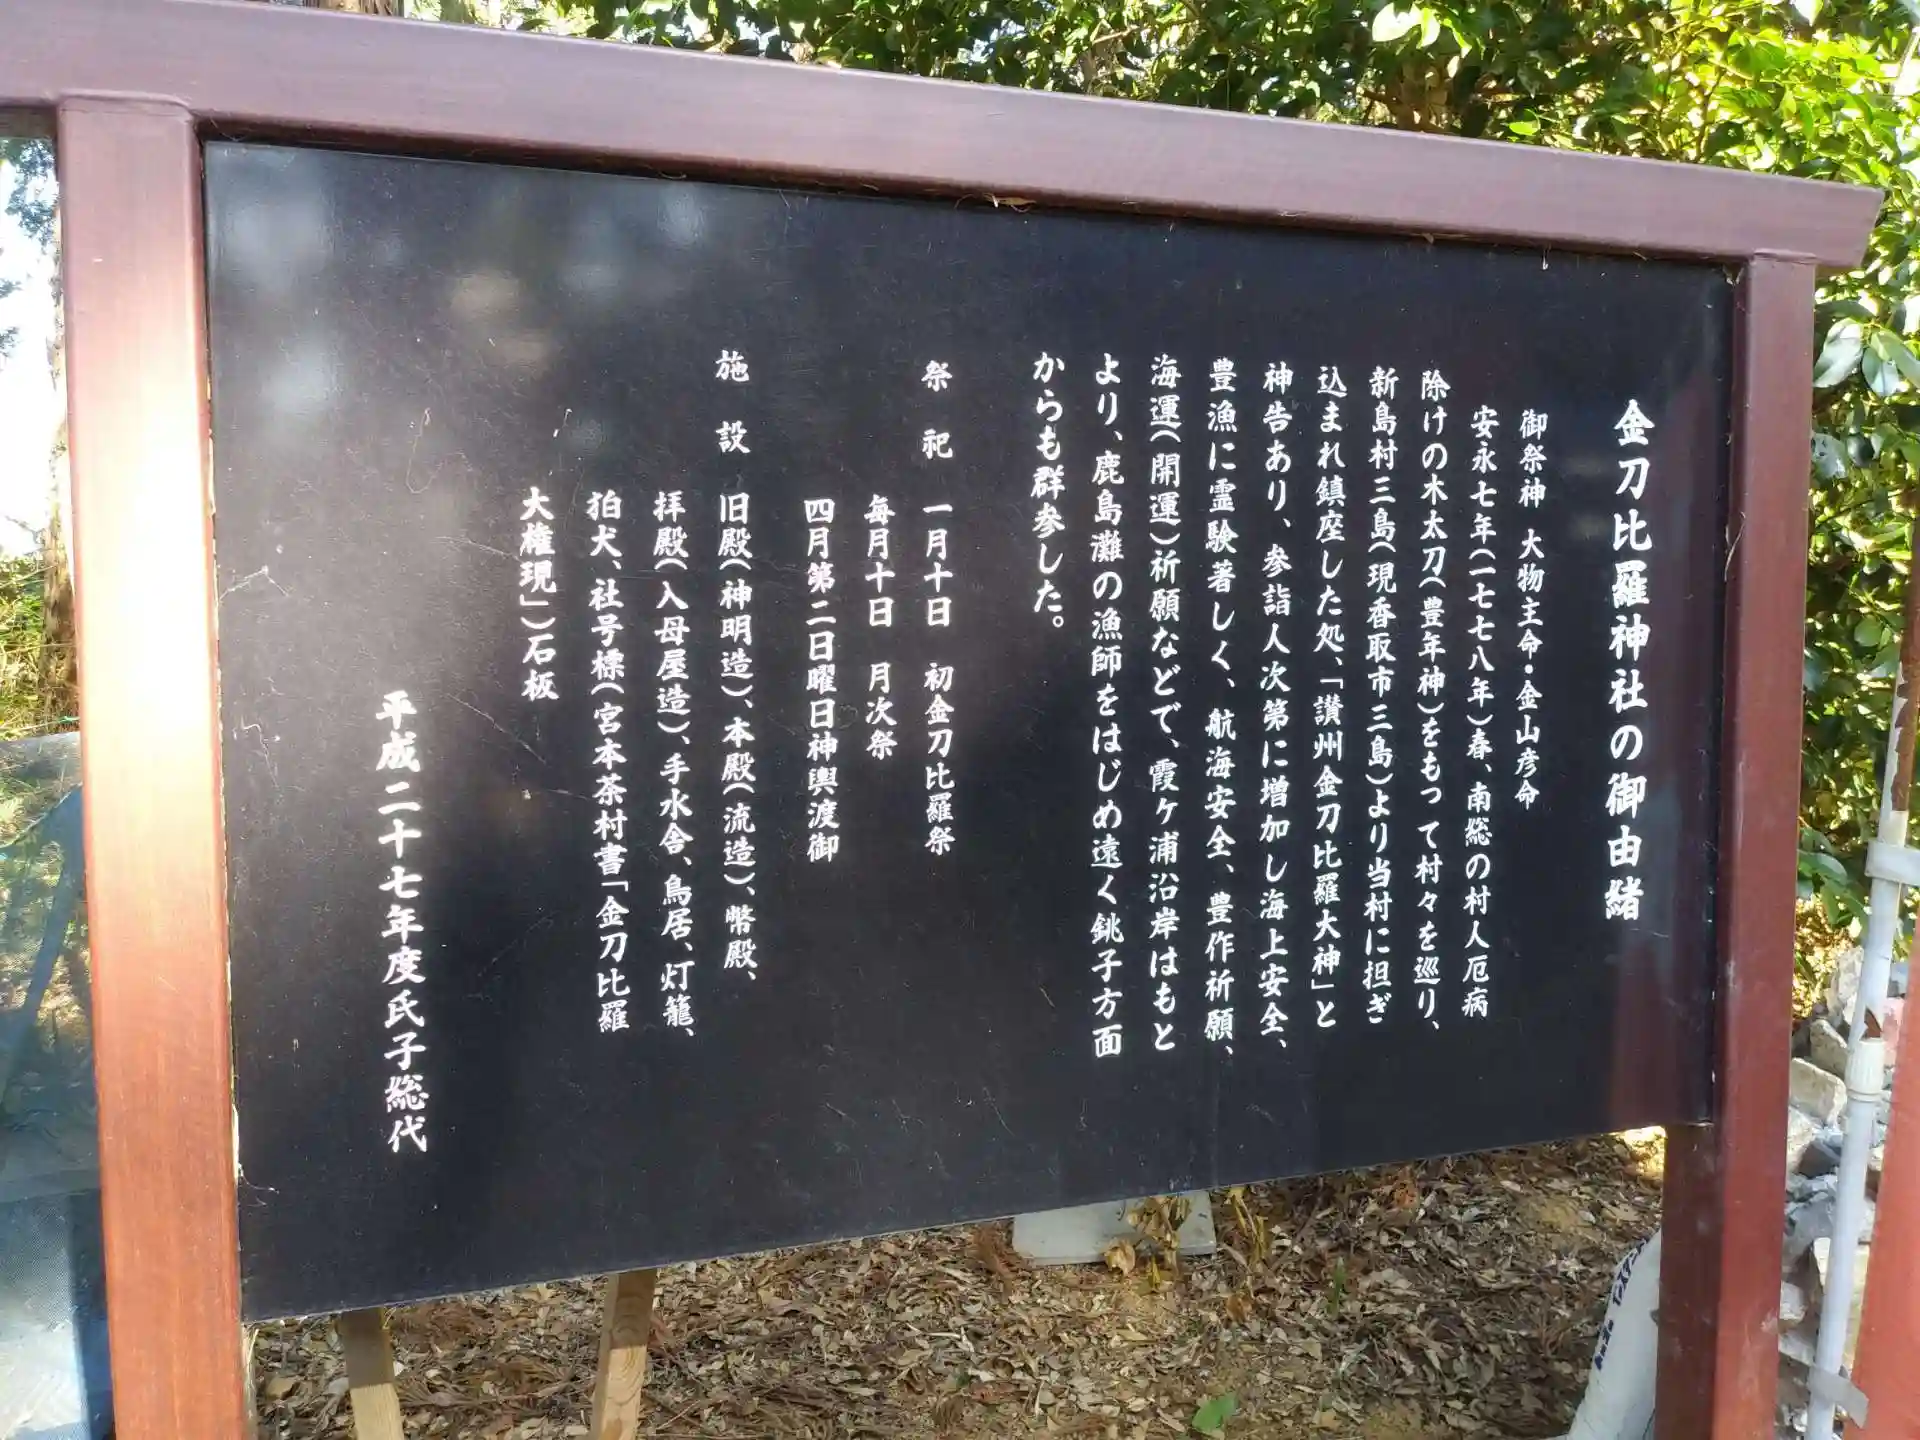 金刀比羅神社の御由緒
御祭神 大物主命・金山彦命
安永七年(一七七八年)春、南総の村人厄病
除けの木太刀(豊年神)をもって村々を巡り、
新島村三島(現香取市三島)より当村に担ぎ
込まれ鎮座した処、「讃州金刀比羅大神」と
神告あり、参詣人次第に増加し海上安全、
豊漁に霊験著しく、航海安全、豊作祈願、
海運(開運)祈願などで、霞ヶ浦沿岸はもと
より、鹿島灘の漁師をはじめ遠く銚子方面
からも群参した。
祭祀 一月十日 初金刀比羅祭
毎月十日 月次祭
四月第二日曜日神輿渡御
施設 旧殿(神明造)、本殿(流造)、幣殿、
拝殿(入母屋造)、手水舎、鳥居、灯籠、
狛犬、社号標(宮本茶村書「金刀比羅
大権現」)石板
平成二十七年度氏子総代